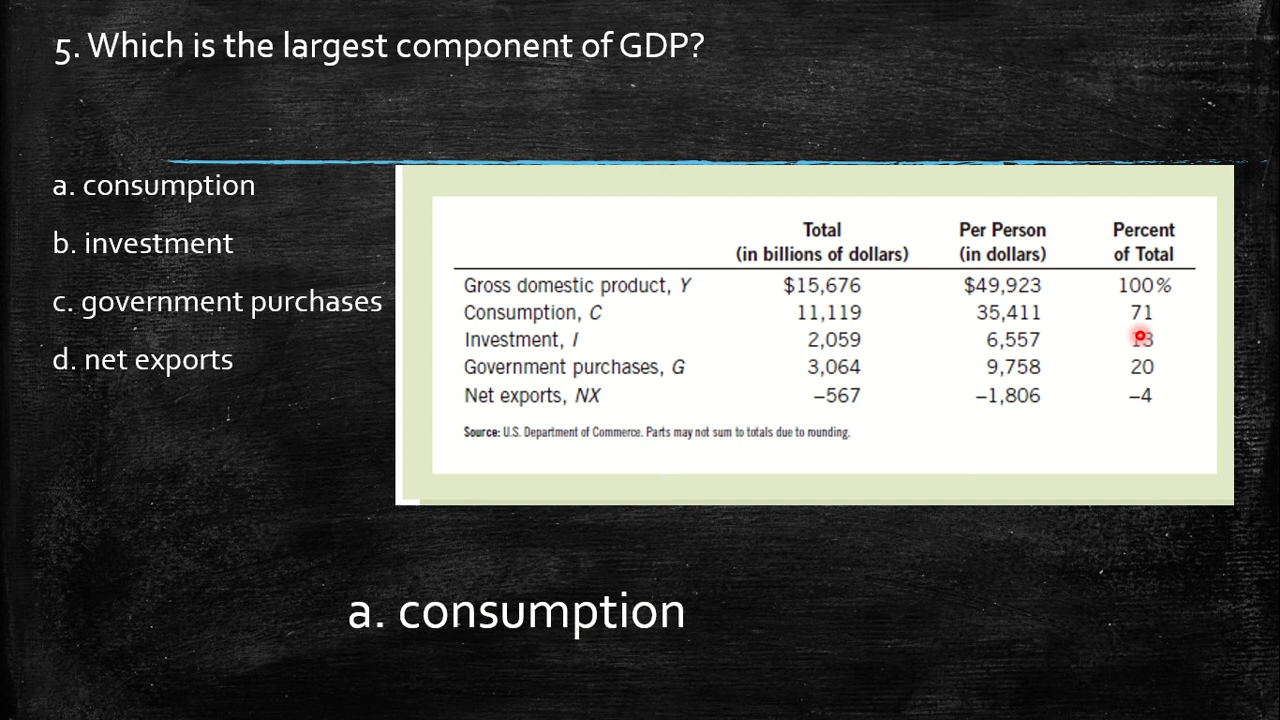 5. Which is the largest component of GDP?
a. consumption
b. investment
c. government purchases
d. net exports
Total Per Person Percent
(in billions of dollars) (in dollars) of Total
Gross domestic product, Y $15,676 $49,923 100%
Consumption, C 11,119 35,411 71
Investment, I 2,059 6,557 13
Government purchases, G 3,064 9,758 20
Net exports, NX –567 –1,806 –4
Source: U.S. Department of Commerce. Parts may not sum to totals due to rounding.
a. consumption